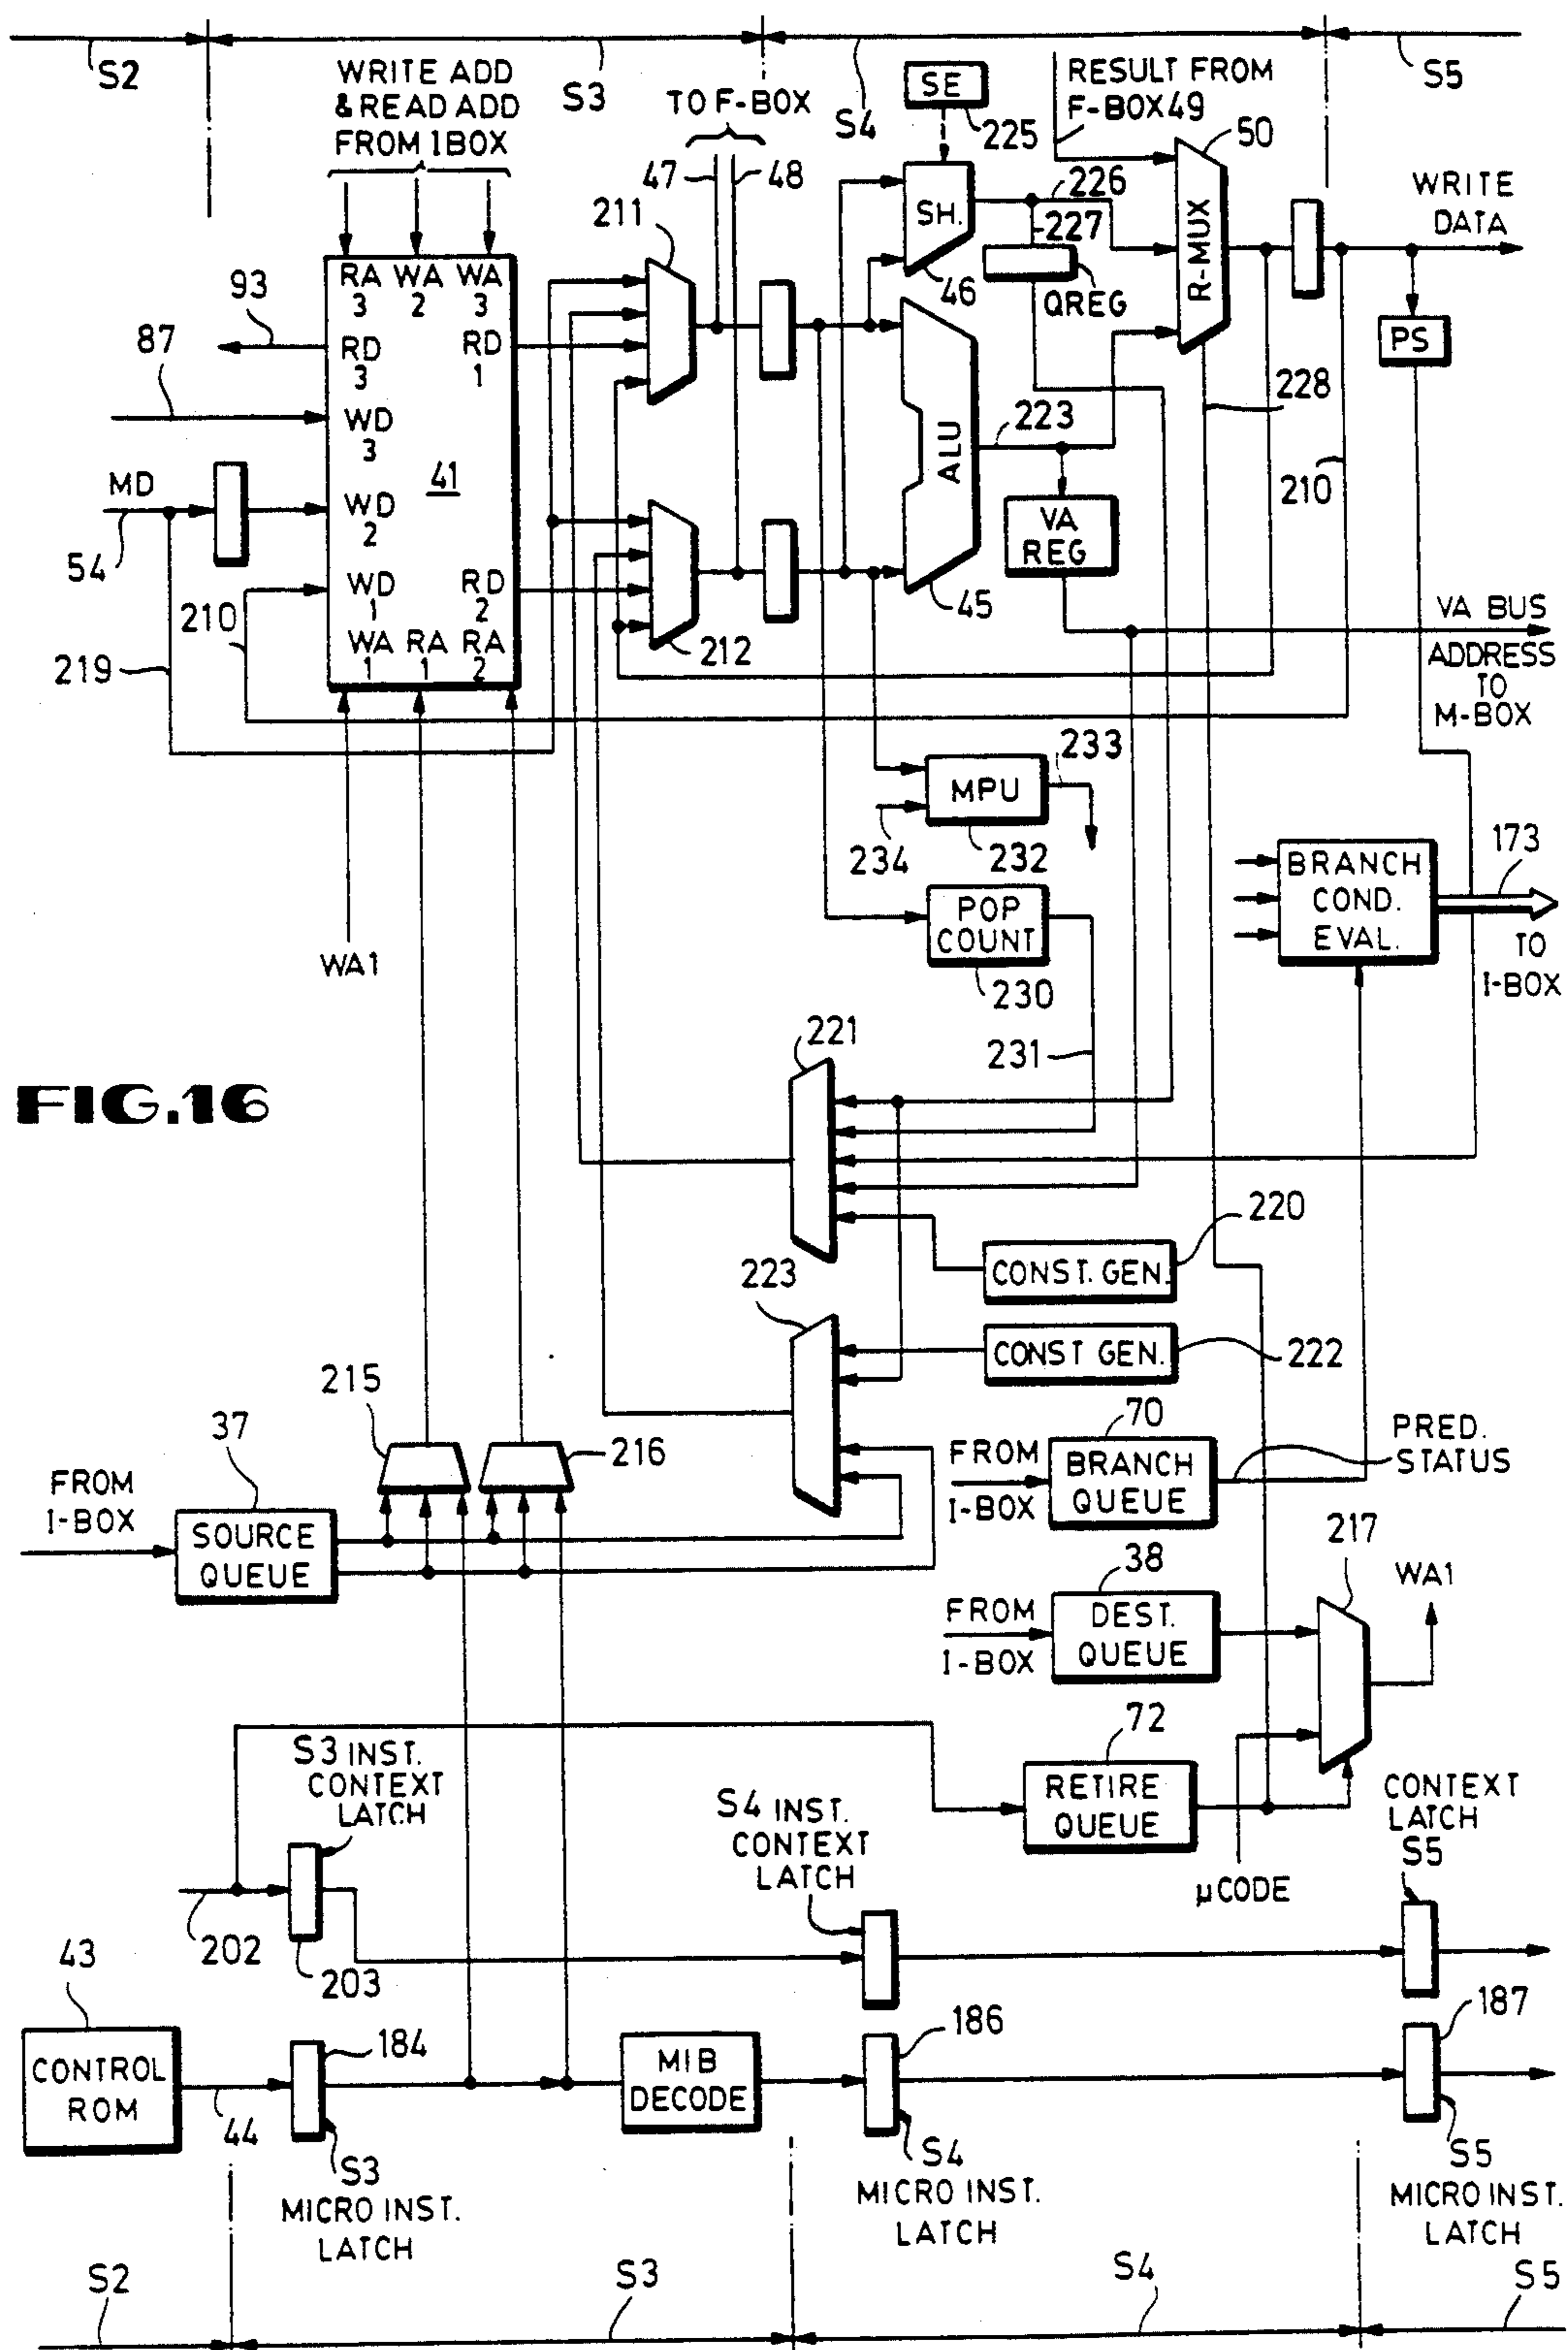 S2
S3
S4
S5
WRITE ADD
& READ ADD
FROM 1BOX
TO F-BOX
47
48
SE
225
RESULT FROM
F-BOX49
50
R-MUX
WRITE
DATA
93
87
RA WA WA
3 2 3
RD RD
3 1
WD
3
41
WD
2
WD RD
1 2
WA RA RA
1 1 2
MD
54
210
219
211
212
SH.
46
226
227
QREG
ALU
45
223
VA
REG
228
210
PS
VA BUS
ADDRESS
TO
M-BOX
MPU
232
233
234
POP
COUNT
230
231
BRANCH
COND.
EVAL.
173
TO
I-BOX
WA1
FIG.16
221
CONST. GEN.
220
223
CONST GEN.
222
215
216
37
FROM
I-BOX
SOURCE
QUEUE
70
FROM
I-BOX
BRANCH
QUEUE
PRED.
STATUS
38
FROM
I-BOX
DEST.
QUEUE
217
WA1
72
RETIRE
QUEUE
μCODE
S3 INST.
CONTEXT
LATCH
202
203
S4 INST.
CONTEXT
LATCH
CONTEXT
LATCH
S5
43
CONTROL
ROM
44
184
S3
MICRO INST.
LATCH
MIB
DECODE
186
S4
MICRO INST.
LATCH
187
S5
MICRO INST.
LATCH
S2
S3
S4
S5